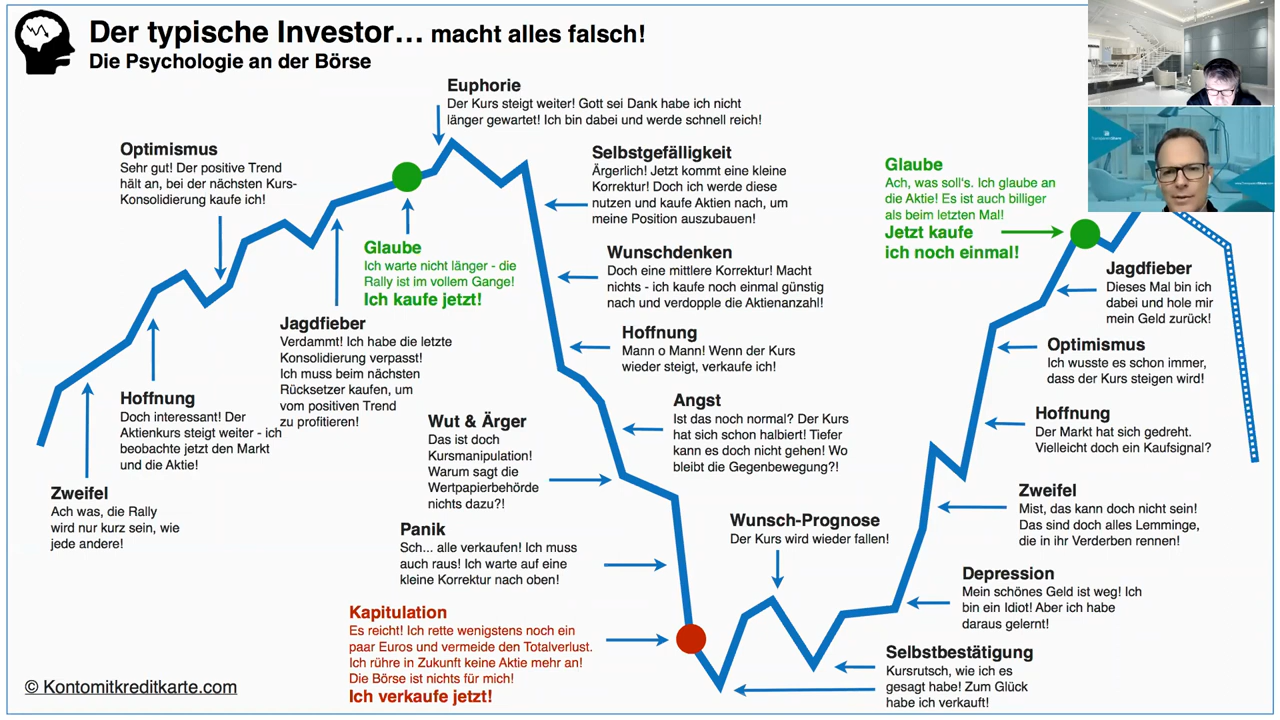 Der typische Investor… macht alles falsch!
Die Psychologie an der Börse
Euphorie
Der Kurs steigt weiter! Gott sei Dank habe ich nicht
länger gewartet! Ich bin dabei und werde schnell reich!
Optimismus
Sehr gut! Der positive Trend
hält an, bei der nächsten Kurs-
Konsolidierung kaufe ich!
Glaube
Ich warte nicht länger - die
Rally ist im vollem Gange!
Ich kaufe jetzt!
Jagdfieber
Verdammt! Ich habe die letzte
Konsolidierung verpasst!
Ich muss beim nächsten
Rücksetzer kaufen, um
vom positiven Trend
zu profitieren!
Hoffnung
Doch interessant! Der
Aktienkurs steigt weiter - ich
beobachte jetzt den Markt
und die Aktie!
Zweifel
Ach was, die Rally
wird nur kurz sein, wie
jede andere!
Selbstgefälligkeit
Ärgerlich! Jetzt kommt eine kleine
Korrektur! Doch ich werde diese
nutzen und kaufe Aktien nach, um
meine Position auszubauen!
Wunschdenken
Doch eine mittlere Korrektur! Macht
nichts - ich kaufe noch einmal günstig
nach und verdopple die Aktienanzahl!
Hoffnung
Mann o Mann! Wenn der Kurs
wieder steigt, verkaufe ich!
Angst
Ist das noch normal? Der Kurs
hat sich schon halbiert! Tiefer
kann es doch nicht gehen! Wo
bleibt die Gegenbewegung?!
Wut & Ärger
Das ist doch
Kursmanipulation!
Warum sagt die
Wertpapierbehörde
nichts dazu?!
Panik
Sch... alle verkaufen! Ich muss
auch raus! Ich warte auf eine
kleine Korrektur nach oben!
Kapitulation
Es reicht! Ich rette wenigstens noch ein
paar Euros und vermeide den Totalverlust.
Ich rühre in Zukunft keine Aktie mehr an!
Die Börse ist nichts für mich!
Ich verkaufe jetzt!
Wunsch-Prognose
Der Kurs wird wieder fallen!
Selbstbestätigung
Kursrutsch, wie ich es
gesagt habe! Zum Glück
habe ich verkauft!
Depression
Mein schönes Geld ist weg! Ich
bin ein Idiot! Aber ich habe
daraus gelernt!
Zweifel
Mist, das kann doch nicht sein!
Das sind doch alles Lemminge,
die in ihr Verderben rennen!
Hoffnung
Der Markt hat sich gedreht.
Vielleicht doch ein Kaufsignal?
Optimismus
Ich wusste es schon immer,
dass der Kurs steigen wird!
Jagdfieber
Dieses Mal bin ich
dabei und hole mir
mein Geld zurück!
Glaube
Ach, was soll's. Ich glaube an
die Aktie! Es ist auch billiger
als beim letzten Mal!
Jetzt kaufe
ich noch einmal!
© Kontomitkreditkarte.com